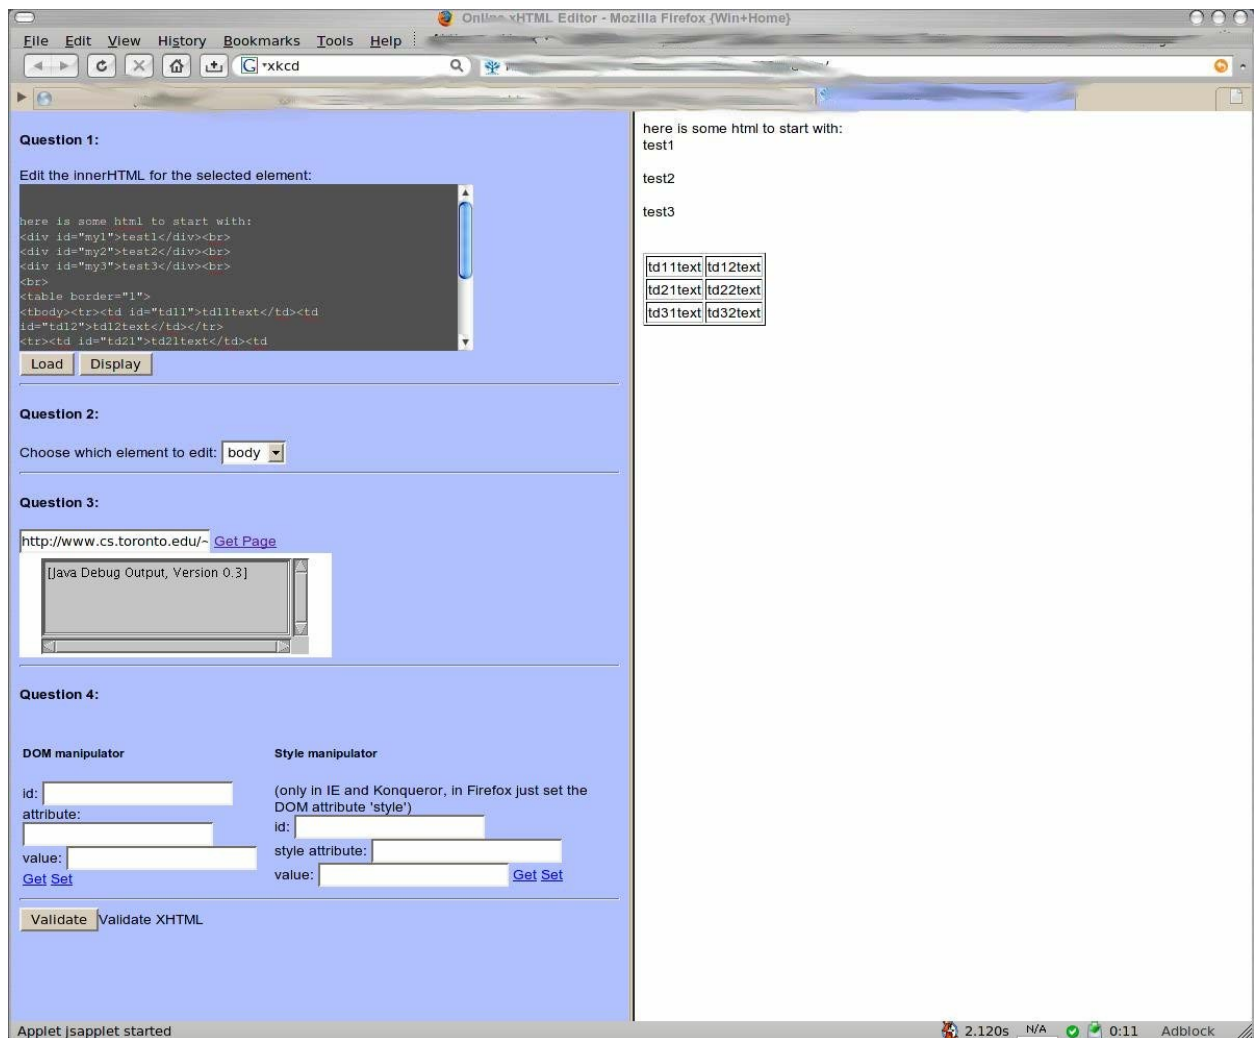 Online xHTML Editor - Mozilla Firefox {Win+Home}
File Edit View History Bookmarks Tools Help
xkcd
Question 1:
Edit the innerHTML for the selected element:
here is some html to start with:
<div id="my1">test1</div><br>
<div id="my2">test2</div><br>
<div id="my3">test3</div><br>
<br>
<table border="1">
<tbody><tr><td id="td11">td11text</td><td
id="td12">td12text</td></tr>
<tr><td id="td21">td21text</td><td
Load Display
Question 2:
Choose which element to edit: body
Question 3:
http://www.cs.toronto.edu/~ Get Page
[Java Debug Output, Version 0.3]
Question 4:
DOM manipulator
id:
attribute:
value:
Get Set
Style manipulator
(only in IE and Konqueror, in Firefox just set the
DOM attribute 'style')
id:
style attribute:
value: Get Set
Validate Validate XHTML
here is some html to start with:
test1
test2
test3
td11text td12text
td21text td22text
td31text td32text
Applet jsapplet started
2.120s N/A 0:11 Adblock